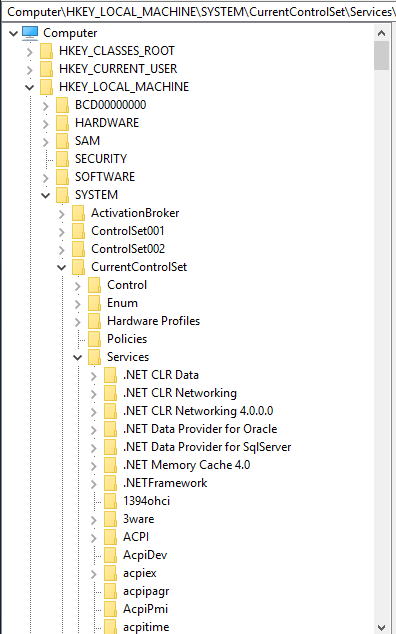 Computer\HKEY_LOCAL_MACHINE\SYSTEM\CurrentControlSet\Services\
Computer
HKEY_CLASSES_ROOT
HKEY_CURRENT_USER
HKEY_LOCAL_MACHINE
BCD00000000
HARDWARE
SAM
SECURITY
SOFTWARE
SYSTEM
ActivationBroker
ControlSet001
ControlSet002
CurrentControlSet
Control
Enum
Hardware Profiles
Policies
Services
.NET CLR Data
.NET CLR Networking
.NET CLR Networking 4.0.0.0
.NET Data Provider for Oracle
.NET Data Provider for SqlServer
.NET Memory Cache 4.0
.NETFramework
1394ohci
3ware
ACPI
AcpiDev
acpiex
acpipagr
AcpiPmi
acpitime